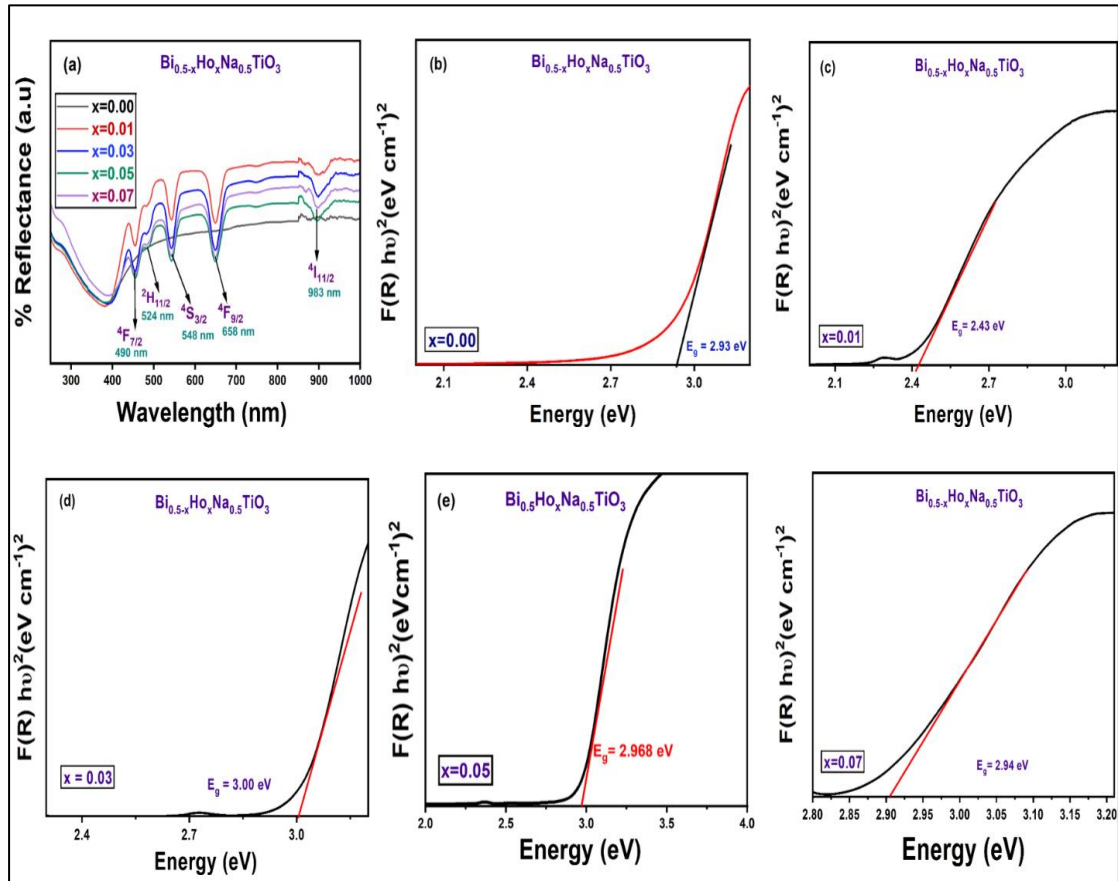 (a)
Bi0.5-xHoxNa0.5TiO3
x=0.00
x=0.01
x=0.03
x=0.05
x=0.07
% Reflectance (a.u)
4F7/2
490 nm
2H11/2
524 nm
4S3/2
548 nm
4F9/2
658 nm
4I11/2
983 nm
300 400 500 600 700 800 900 1000
Wavelength (nm)
(b)
Bi0.5-xHoxNa0.5TiO3
F(R) hυ)2(eV cm-1)2
x=0.00
Eg = 2.93 eV
2.1 2.4 2.7 3.0
Energy (eV)
(c)
Bi0.5-xHoxNa0.5TiO3
F(R) hυ)2(eV cm-1)2
x=0.01
Eg = 2.43 eV
2.1 2.4 2.7 3.0
Energy (eV)
(d)
Bi0.5-xHoxNa0.5TiO3
F(R) hυ)2(eV cm-1)2
x = 0.03
Eg = 3.00 eV
2.4 2.7 3.0
Energy (eV)
(e)
Bi0.5HoxNa0.5TiO3
F(R) hυ)2(eVcm-1)2
x=0.05
Eg= 2.968 eV
2.0 2.5 3.0 3.5 4.0
Energy (eV)
Bi0.5-xHoxNa0.5TiO3
F(R) hυ)2(eV cm-1)2
x=0.07
Eg= 2.94 eV
2.80 2.85 2.90 2.95 3.00 3.05 3.10 3.15 3.20
Energy (eV)